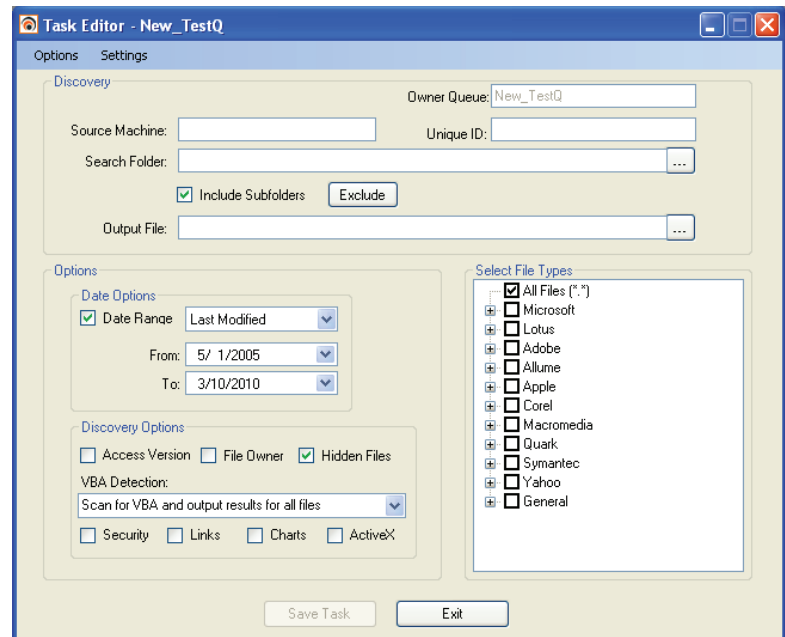 Task Editor - New_TestQ
Options Settings
Discovery
Owner Queue: New_TestQ
Source Machine: Unique ID:
Search Folder: ...
Include Subfolders Exclude
Output File: ...
Options
Date Options
Date Range Last Modified
From: 5/ 1/2005
To: 3/10/2010
Discovery Options
Access Version File Owner Hidden Files
VBA Detection:
Scan for VBA and output results for all files
Security Links Charts ActiveX
Select File Types
All Files (*.*)
Microsoft
Lotus
Adobe
Allume
Apple
Corel
Macromedia
Quark
Symantec
Yahoo
General
Save Task Exit